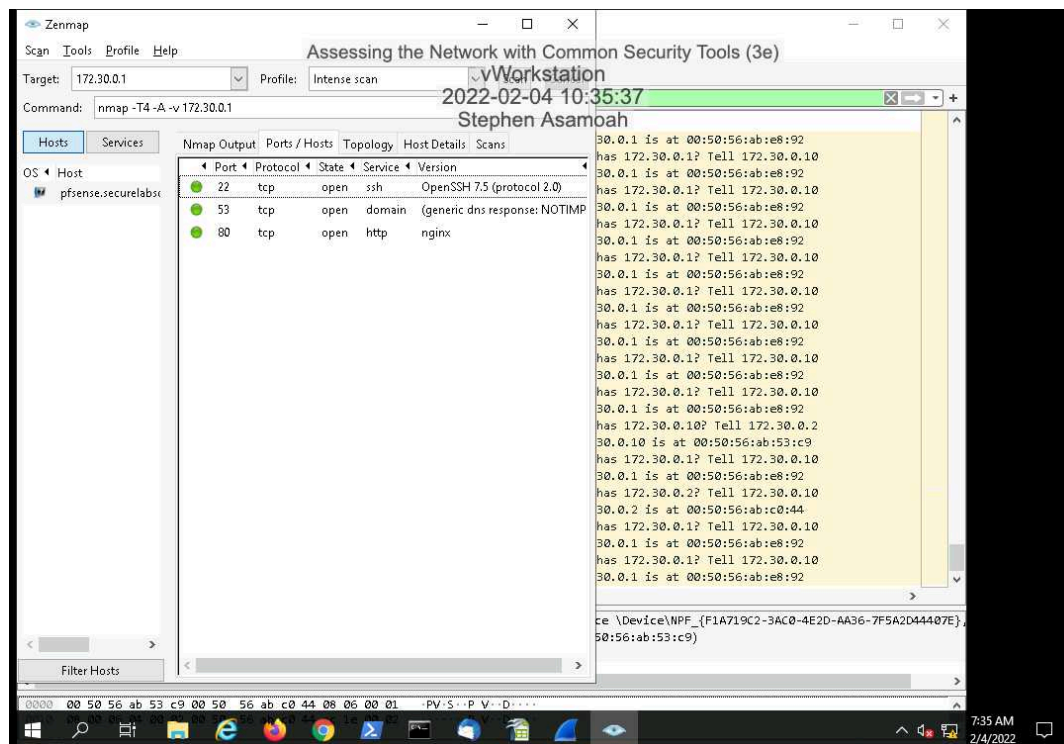 Zenmap
Scan Tools Profile Help
Assessing the Network with Common Security Tools (3e)
vWorkstation
2022-02-04 10:35:37
Stephen Asamoah
Target: 172.30.0.1 Profile: Intense scan
Command: nmap -T4 -A -v 172.30.0.1
Hosts Services
Nmap Output Ports / Hosts Topology Host Details Scans
OS Host
pfsense.securelabso
Port Protocol State Service Version
22 tcp open ssh OpenSSH 7.5 (protocol 2.0)
53 tcp open domain (generic dns response: NOTIMP
80 tcp open http nginx
Filter Hosts
30.0.1 is at 00:50:56:ab:e8:92
has 172.30.0.1? Tell 172.30.0.10
30.0.1 is at 00:50:56:ab:e8:92
has 172.30.0.1? Tell 172.30.0.10
30.0.1 is at 00:50:56:ab:e8:92
has 172.30.0.1? Tell 172.30.0.10
30.0.1 is at 00:50:56:ab:e8:92
has 172.30.0.1? Tell 172.30.0.10
30.0.1 is at 00:50:56:ab:e8:92
has 172.30.0.1? Tell 172.30.0.10
30.0.1 is at 00:50:56:ab:e8:92
has 172.30.0.1? Tell 172.30.0.10
30.0.1 is at 00:50:56:ab:e8:92
has 172.30.0.1? Tell 172.30.0.10
30.0.1 is at 00:50:56:ab:e8:92
has 172.30.0.1? Tell 172.30.0.10
30.0.1 is at 00:50:56:ab:e8:92
has 172.30.0.10? Tell 172.30.0.2
30.0.10 is at 00:50:56:ab:53:c9
has 172.30.0.1? Tell 172.30.0.10
30.0.1 is at 00:50:56:ab:e8:92
has 172.30.0.2? Tell 172.30.0.10
30.0.2 is at 00:50:56:ab:c0:44
has 172.30.0.1? Tell 172.30.0.10
30.0.1 is at 00:50:56:ab:e8:92
has 172.30.0.1? Tell 172.30.0.10
30.0.1 is at 00:50:56:ab:e8:92
ce \Device\NPF_{F1A719C2-3AC0-4E2D-AA36-7F5A2D44407E},
50:56:ab:53:c9)
0000 00 50 56 ab 53 c9 00 50 56 ab c0 44 08 06 00 01 ·PV·S··P V··D····
7:35 AM
2/4/2022